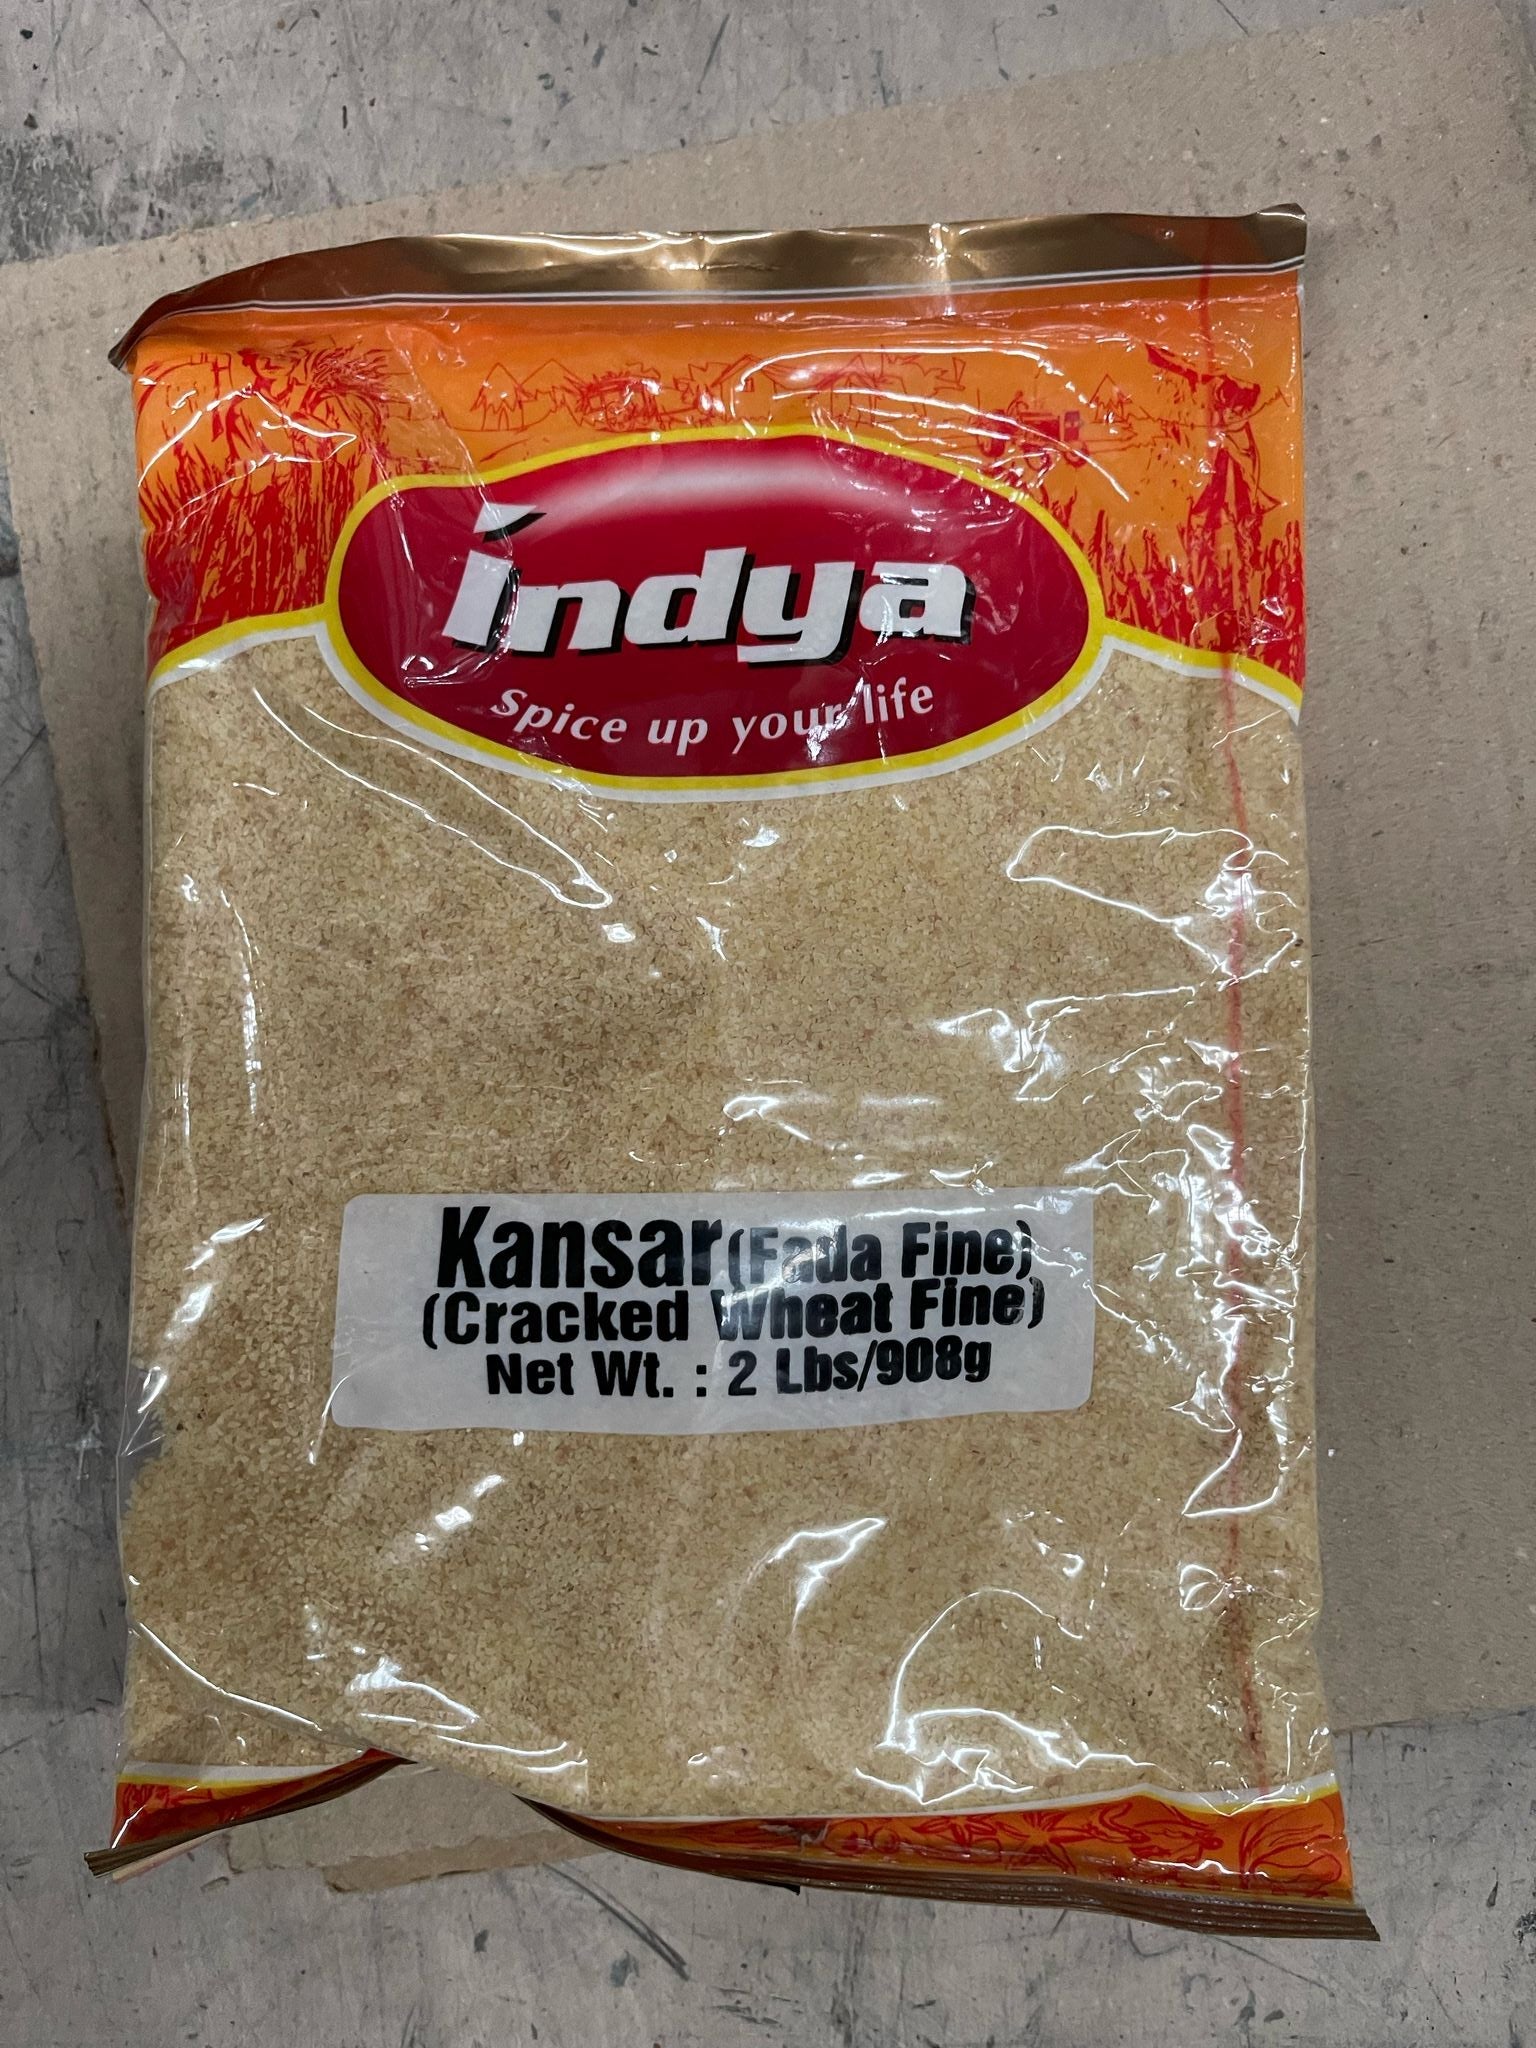 indya
Spice up your life
Kansar (Fada Fine)
(Cracked Wheat Fine)
Net Wt. : 2 Lbs/908g